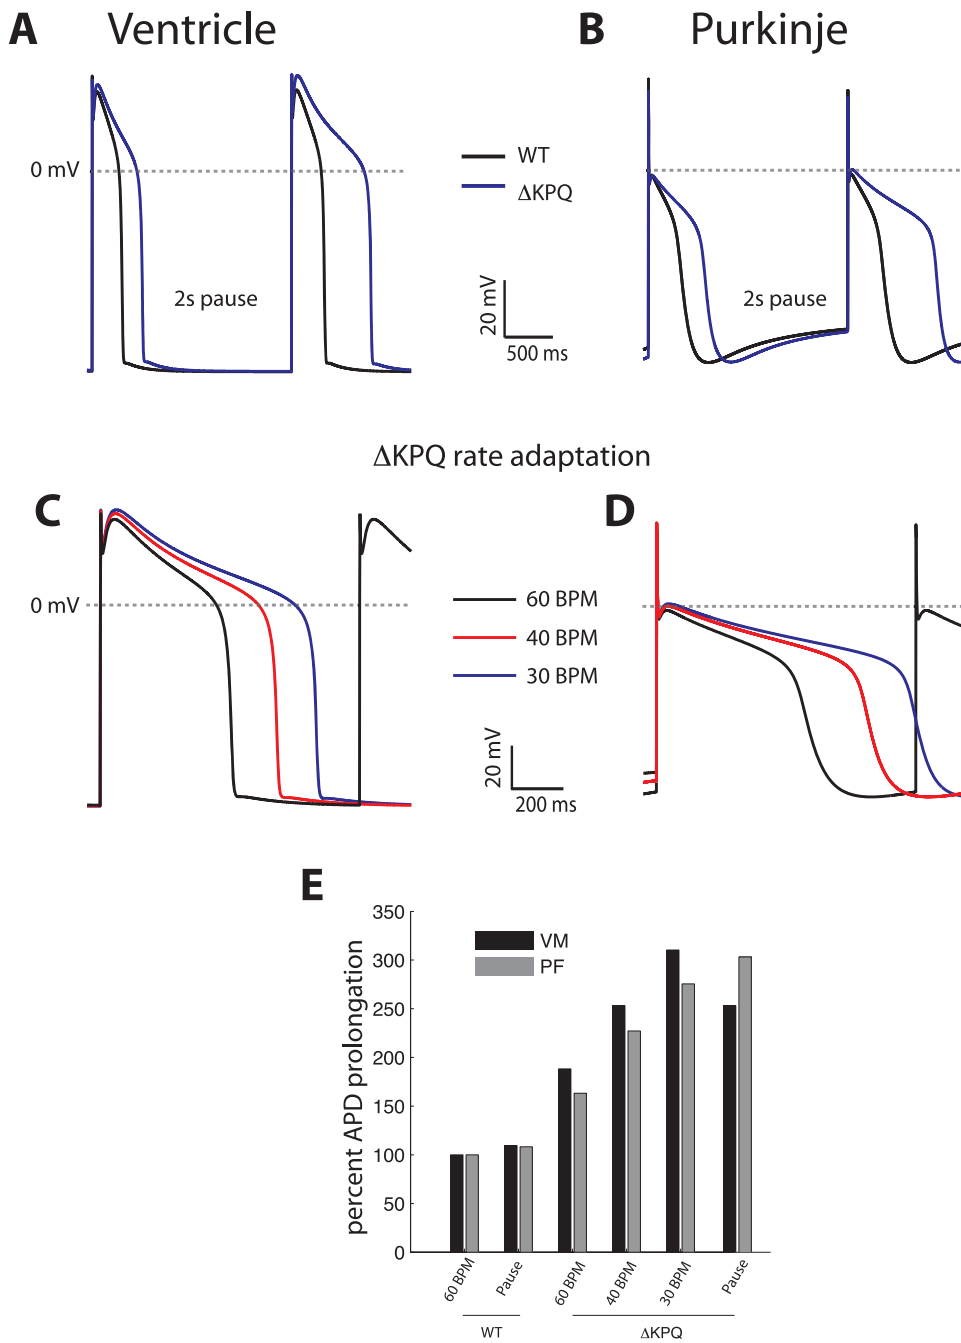 A Ventricle
B Purkinje
0 mV
WT
ΔKPQ
2s pause
20 mV
500 ms
2s pause
ΔKPQ rate adaptation
C
D
0 mV
60 BPM
40 BPM
30 BPM
20 mV
200 ms
E
percent APD prolongation
350
300
250
200
150
100
50
0
VM
PF
60 BPM
Pause
60 BPM
40 BPM
30 BPM
Pause
WT
ΔKPQ